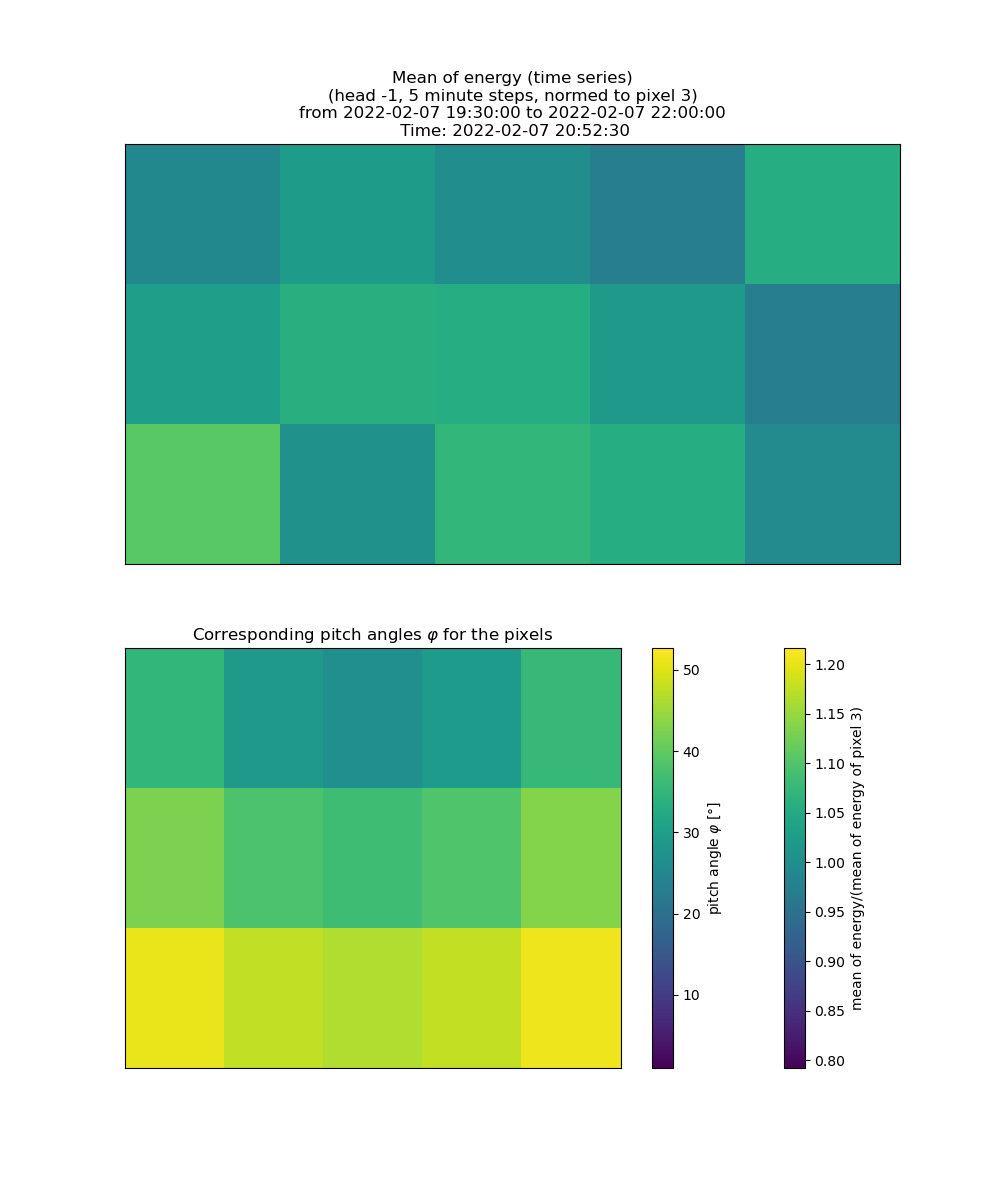 Mean of energy (time series)
(head -1, 5 minute steps, normed to pixel 3)
from 2022-02-07 19:30:00 to 2022-02-07 22:00:00
Time: 2022-02-07 20:52:30
Corresponding pitch angles φ for the pixels
50
40
30
20
10
pitch angle φ [°]
1.20
1.15
1.10
1.05
1.00
0.95
0.90
0.85
0.80
mean of energy/(mean of energy of pixel 3)